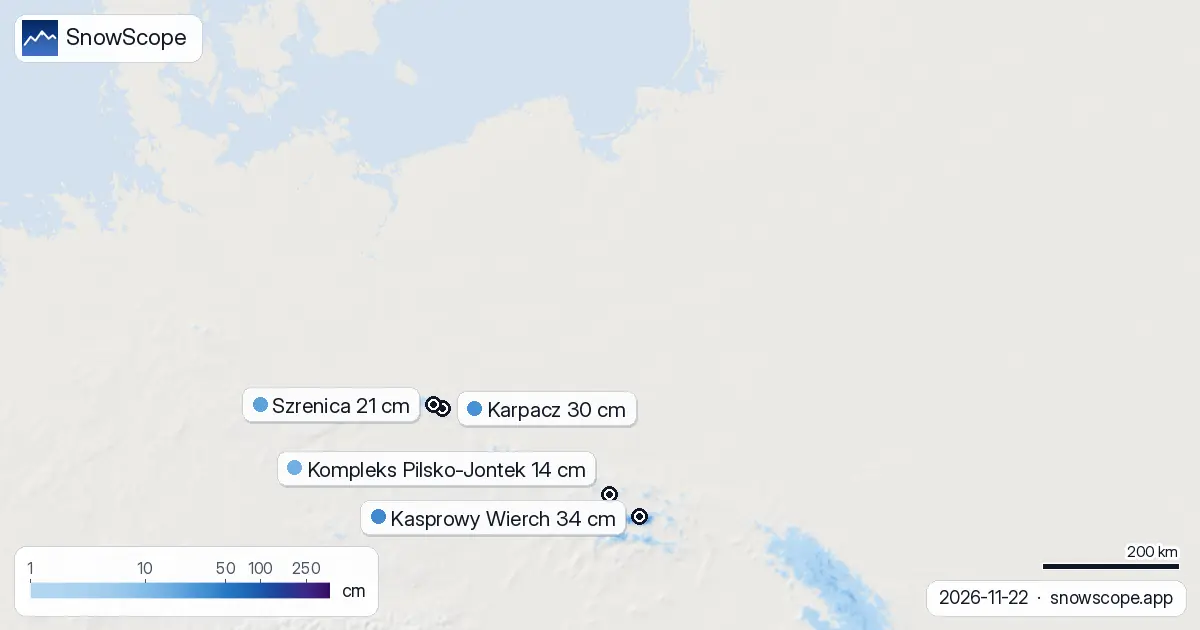 SnowScope
Szrenica 21 cm
Karpacz 30 cm
Kompleks Pilsko-Jontek 14 cm
Kasprowy Wierch 34 cm
1 10 50 100 250
cm
200 km
2026-11-22 · snowscope.app